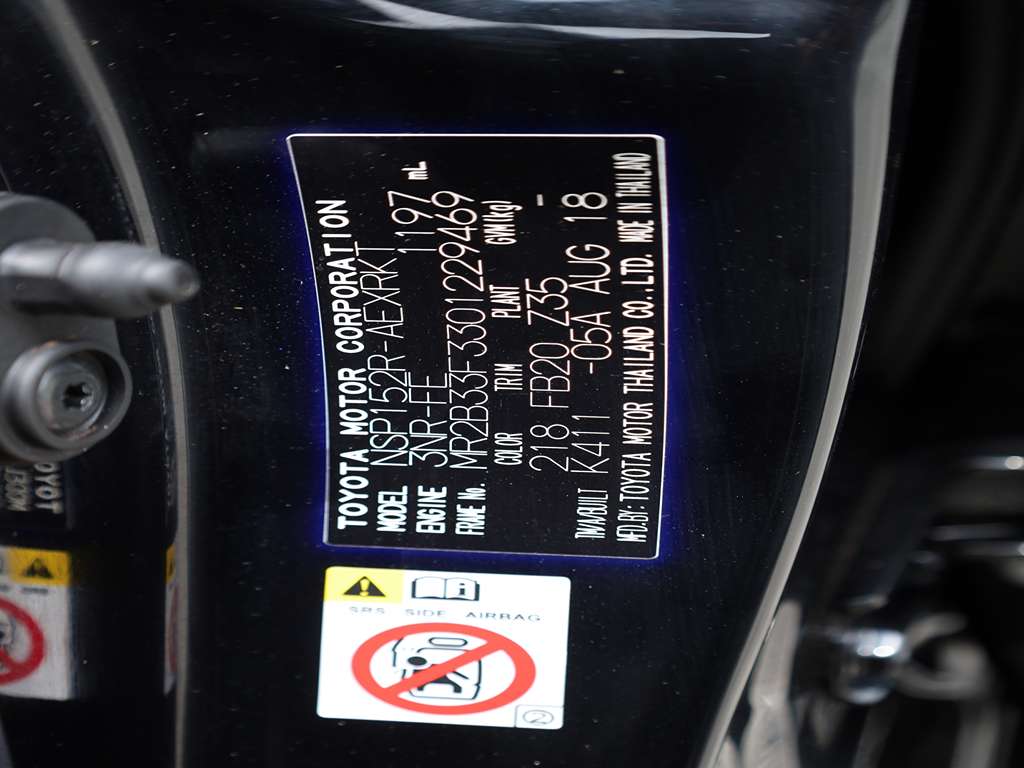 TOYOTA MOTOR CORPORATION
MODEL NSP152R-AEXRKT
ENGINE 3NR-FE 1197 mL
FRAME No. MR2B33F3301229469
COLOR TRIM PLANT GVM(kg)
218 FB20 Z35 -
K411 -05A AUG 18
TM/A/BUILT
MFD.BY: TOYOTA MOTOR THAILAND CO., LTD. MADE IN THAILAND
SRS SIDE AIRBAG
2